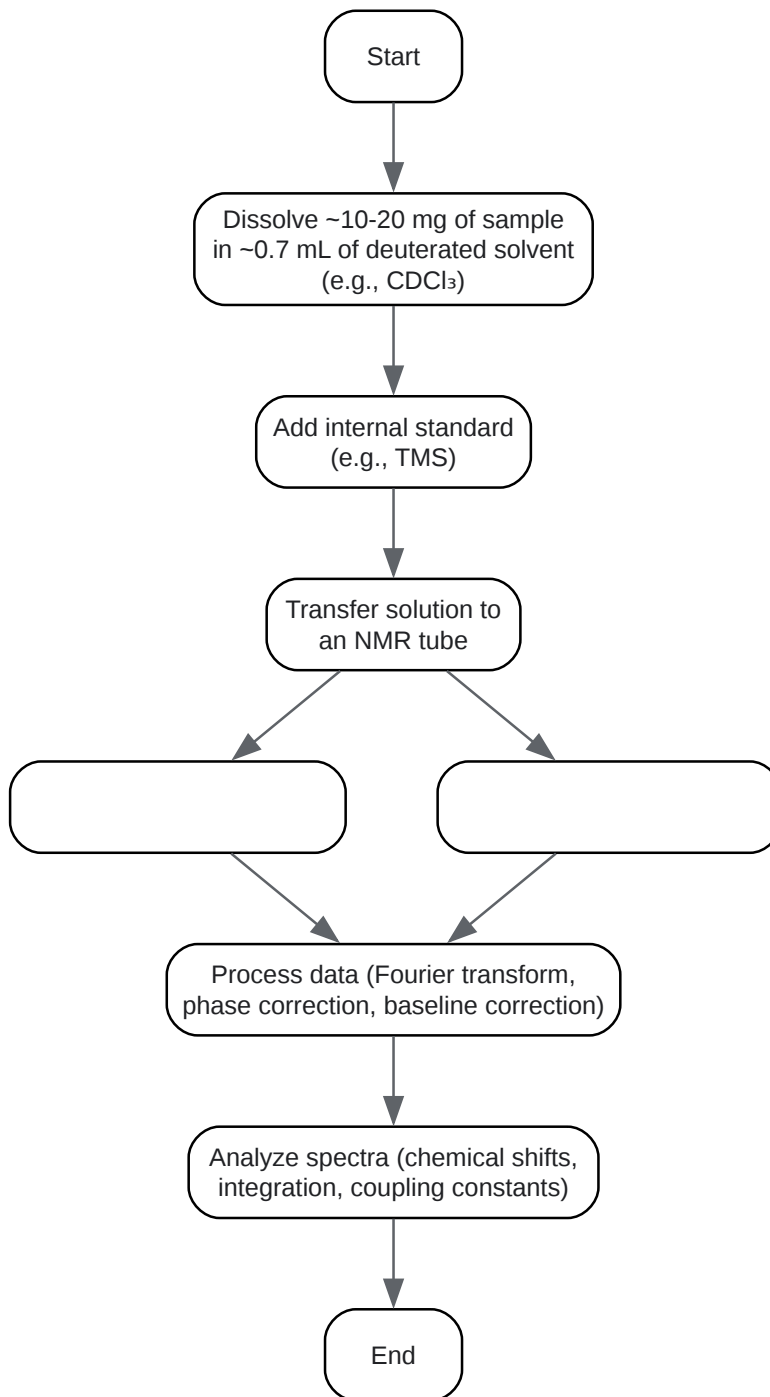 Start
Dissolve ~10-20 mg of sample
in ~0.7 mL of deuterated solvent
(e.g., CDCl₃)
Add internal standard
(e.g., TMS)
Transfer solution to
an NMR tube
Process data (Fourier transform,
phase correction, baseline correction)
Analyze spectra (chemical shifts,
integration, coupling constants)
End